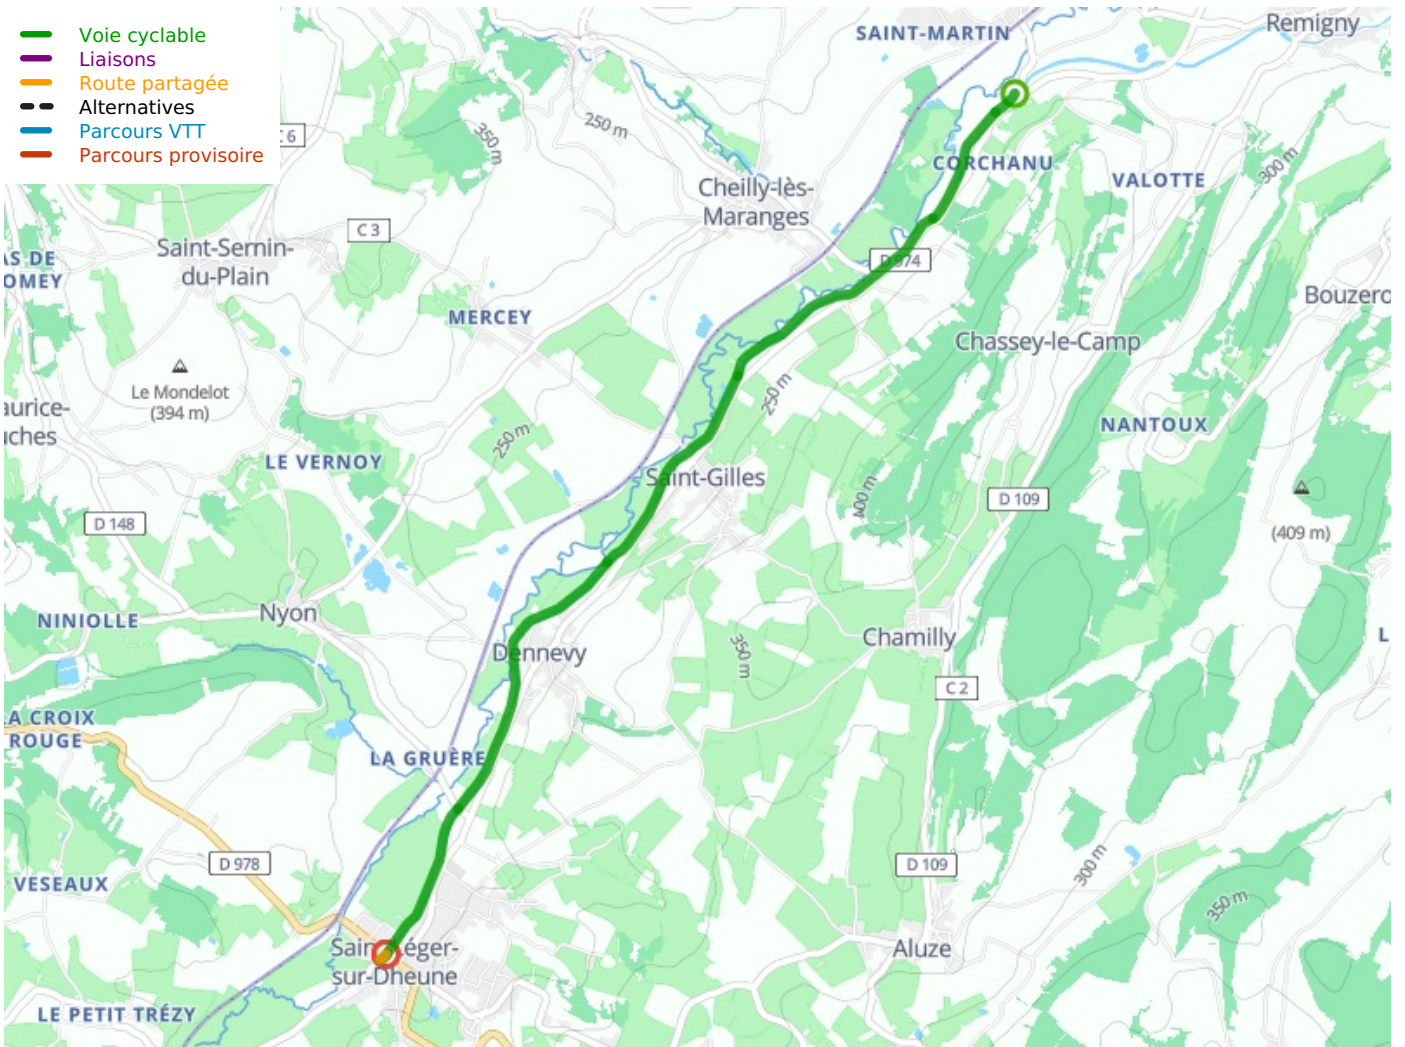 Voie cyclable
Liaisons
Route partagée
Alternatives
Parcours VTT
Parcours provisoire
SAINT-MARTIN
Remigny
250 m
350 m
CORCHANU
VALOTTE
300 m
Cheilly-lès-
Maranges
C 3
Saint-Sernin-
du-Plain
D 974
Bouzero
MERCEY
Chassey-le-Camp
Le Mondelot
(394 m)
250 m
NANTOUX
250 m
LE VERNOY
Saint-Gilles
400 m
D 109
D 148
(409 m)
Nyon
NINIOLLE
Chamilly
Dennevy
350 m
C 2
A CROIX
ROUGE
LA GRUÈRE
D 978
D 109
300 m
VESEAUX
350 m
Aluze
sur-Dheune
LE PETIT TRÉZY